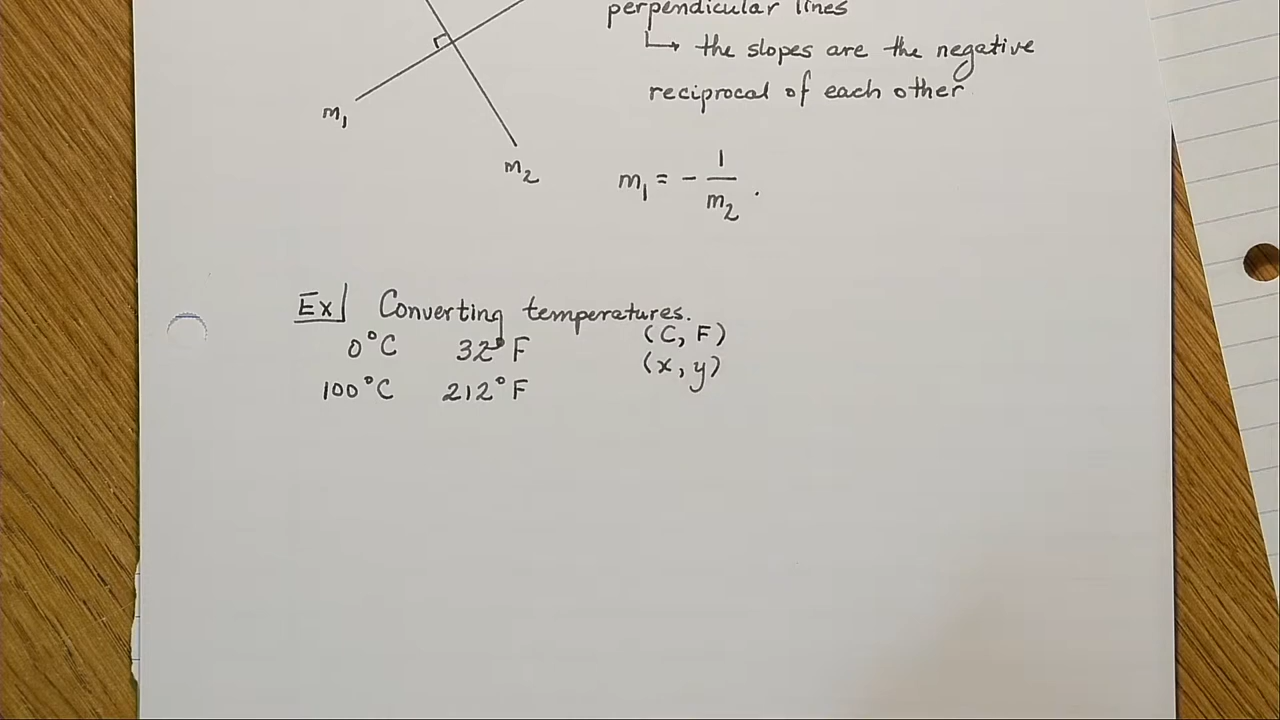 perpendicular lines
↳ the slopes are the negative
reciprocal of each other
m₁
m₂
m₁ = - 1/m₂ .
Ex| Converting temperatures.
0°C 32°F (C, F)
(x, y)
100°C 212°F